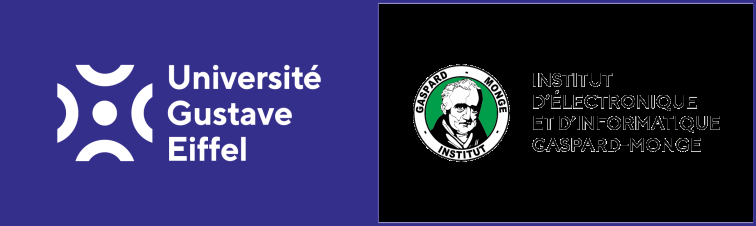 Université
Gustave
Eiffel
GASPARD - MONGE
INSTITUT
INSTITUT
D'ÉLECTRONIQUE
ET D'INFORMATIQUE
GASPARD-MONGE